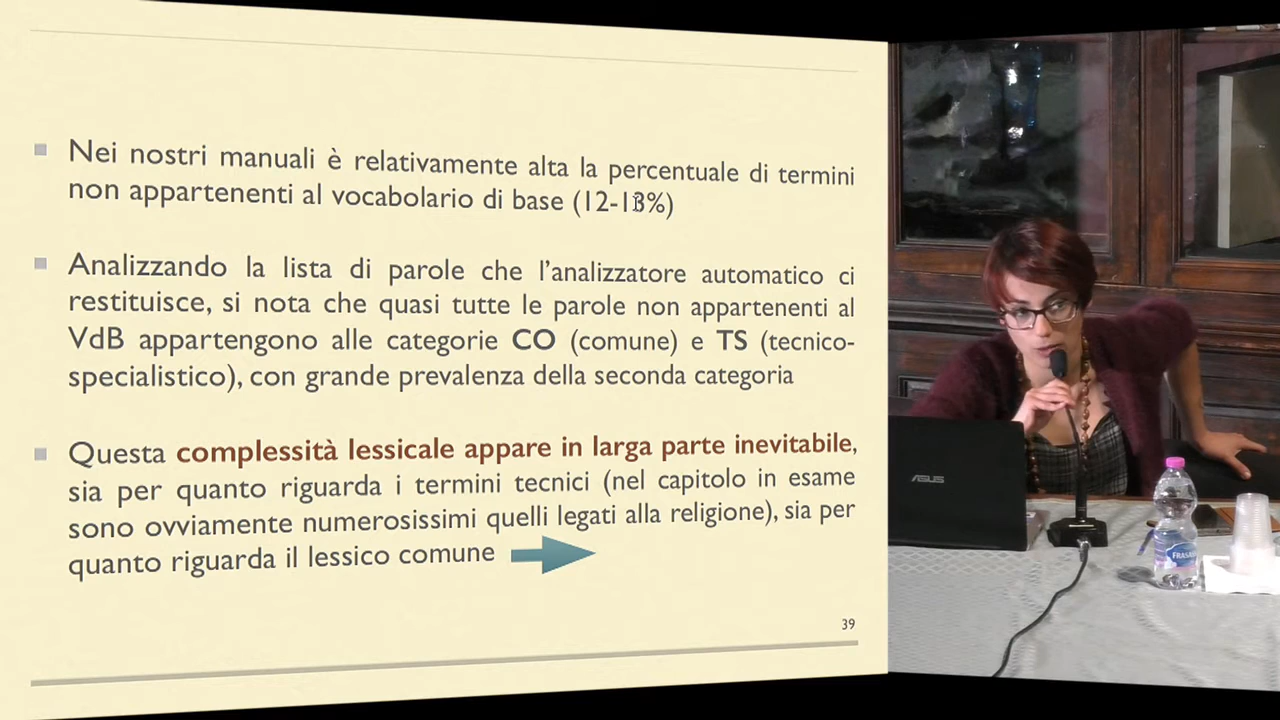 Nei nostri manuali è relativamente alta la percentuale di termini
non appartenenti al vocabolario di base (12-13%)
Analizzando la lista di parole che l'analizzatore automatico ci
restituisce, si nota che quasi tutte le parole non appartenenti al
VdB appartengono alle categorie CO (comune) e TS (tecnico-
specialistico), con grande prevalenza della seconda categoria
Questa complessità lessicale appare in larga parte inevitabile,
sia per quanto riguarda i termini tecnici (nel capitolo in esame
sono ovviamente numerosissimi quelli legati alla religione), sia per
quanto riguarda il lessico comune
39
ASUS